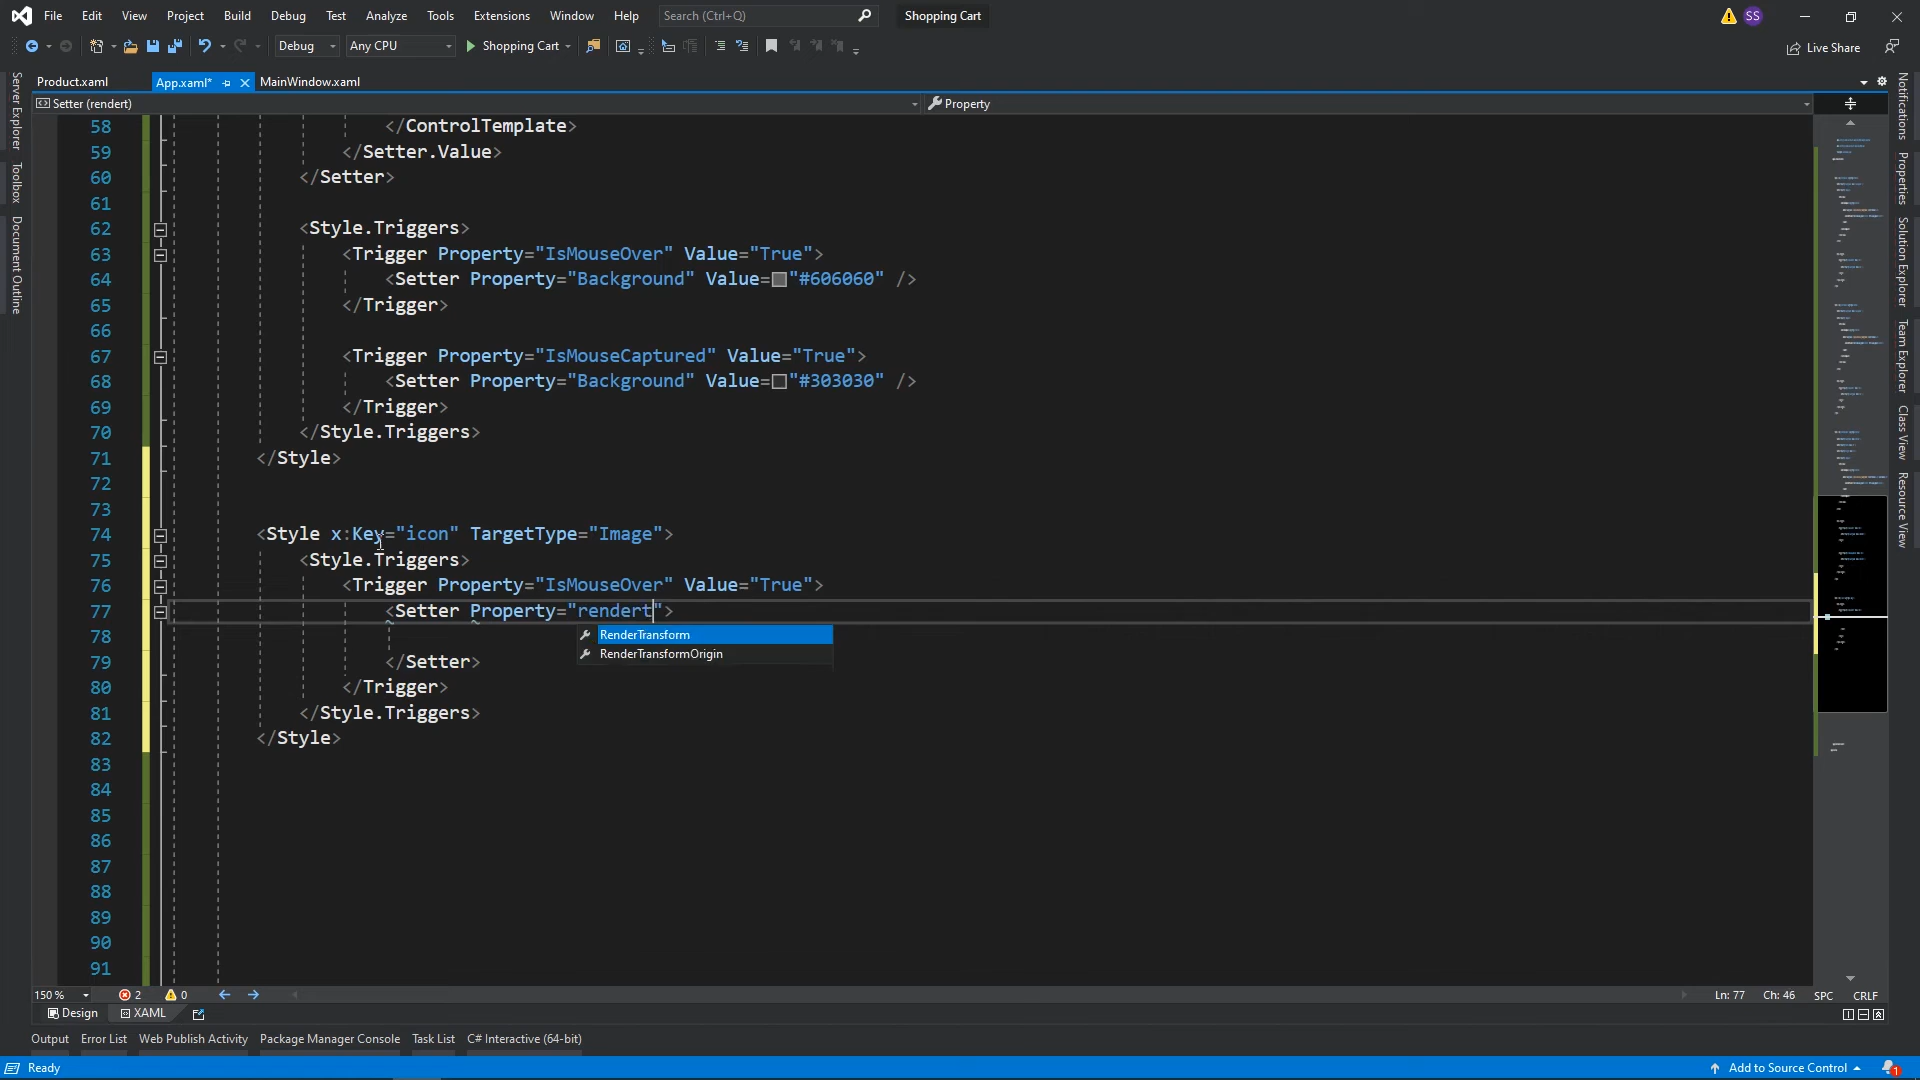 File Edit View Project Build Debug Test Analyze Tools Extensions Window Help Search (Ctrl+Q) Shopping Cart SS
Debug Any CPU Shopping Cart Live Share
Product.xaml App.xaml* MainWindow.xaml
Setter (rendert) Property
58 </ControlTemplate>
59 </Setter.Value>
60 </Setter>
61
62 <Style.Triggers>
63 <Trigger Property="IsMouseOver" Value="True">
64 <Setter Property="Background" Value="#606060" />
65 </Trigger>
66
67 <Trigger Property="IsMouseCaptured" Value="True">
68 <Setter Property="Background" Value="#303030" />
69 </Trigger>
70 </Style.Triggers>
71 </Style>
72
73
74 <Style x:Key="icon" TargetType="Image">
75 <Style.Triggers>
76 <Trigger Property="IsMouseOver" Value="True">
77 <Setter Property="rendert">
78
RenderTransform
RenderTransformOrigin
79 </Setter>
80 </Trigger>
81 </Style.Triggers>
82 </Style>
83
84
85
86
87
88
89
90
91
Server Explorer
Toolbox
Document Outline
Notifications
Properties
Solution Explorer
Team Explorer
Class View
Resource View
150 % 2 0 Ln: 77 Ch: 46 SPC CRLF
Design XAML
Output Error List Web Publish Activity Package Manager Console Task List C# Interactive (64-bit)
Ready Add to Source Control 1